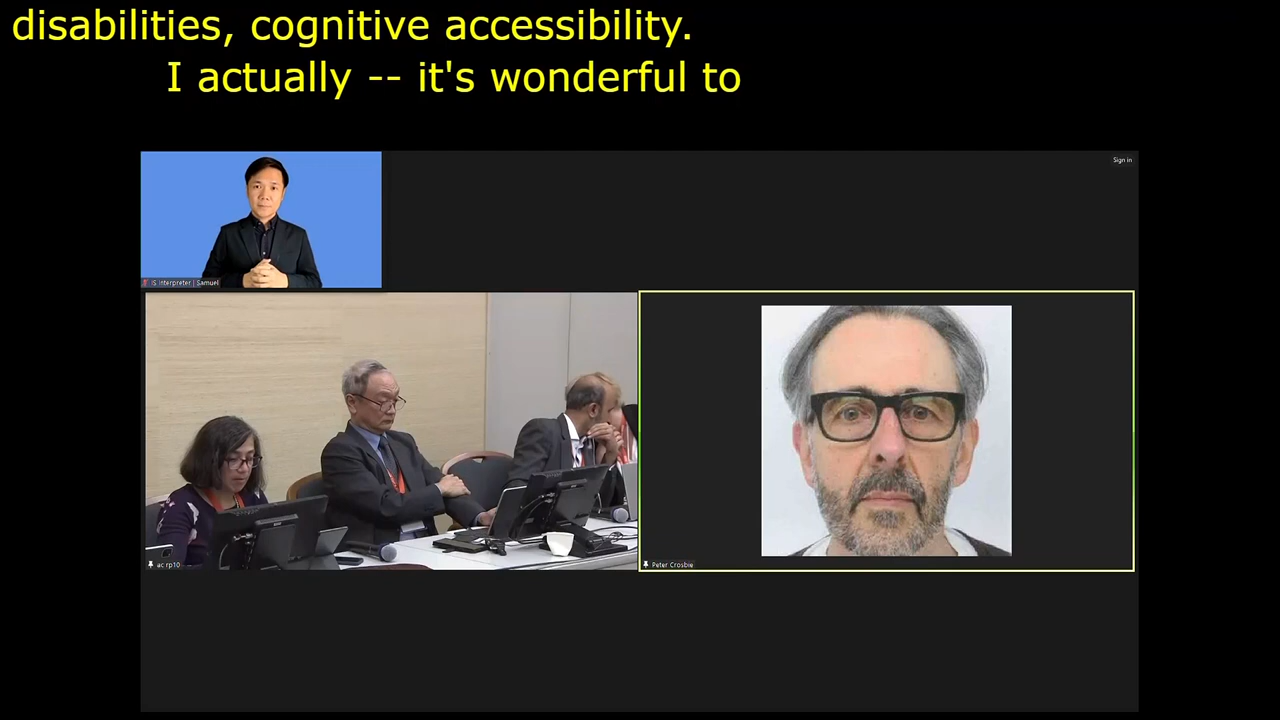 disabilities, cognitive accessibility.
I actually -- it's wonderful to
Sign in
IS Interpreter | Samuel
ac rp10
Peter Crosbie